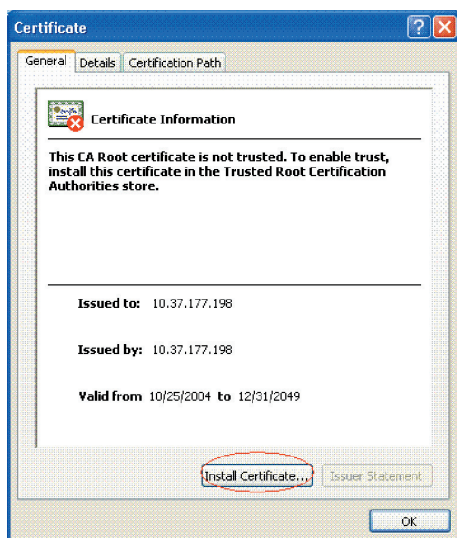 Certificate
General Details Certification Path
Certificate Information
This CA Root certificate is not trusted. To enable trust,
install this certificate in the Trusted Root Certification
Authorities store.
Issued to: 10.37.177.198
Issued by: 10.37.177.198
Valid from 10/25/2004 to 12/31/2049
Install Certificate... Issuer Statement
OK